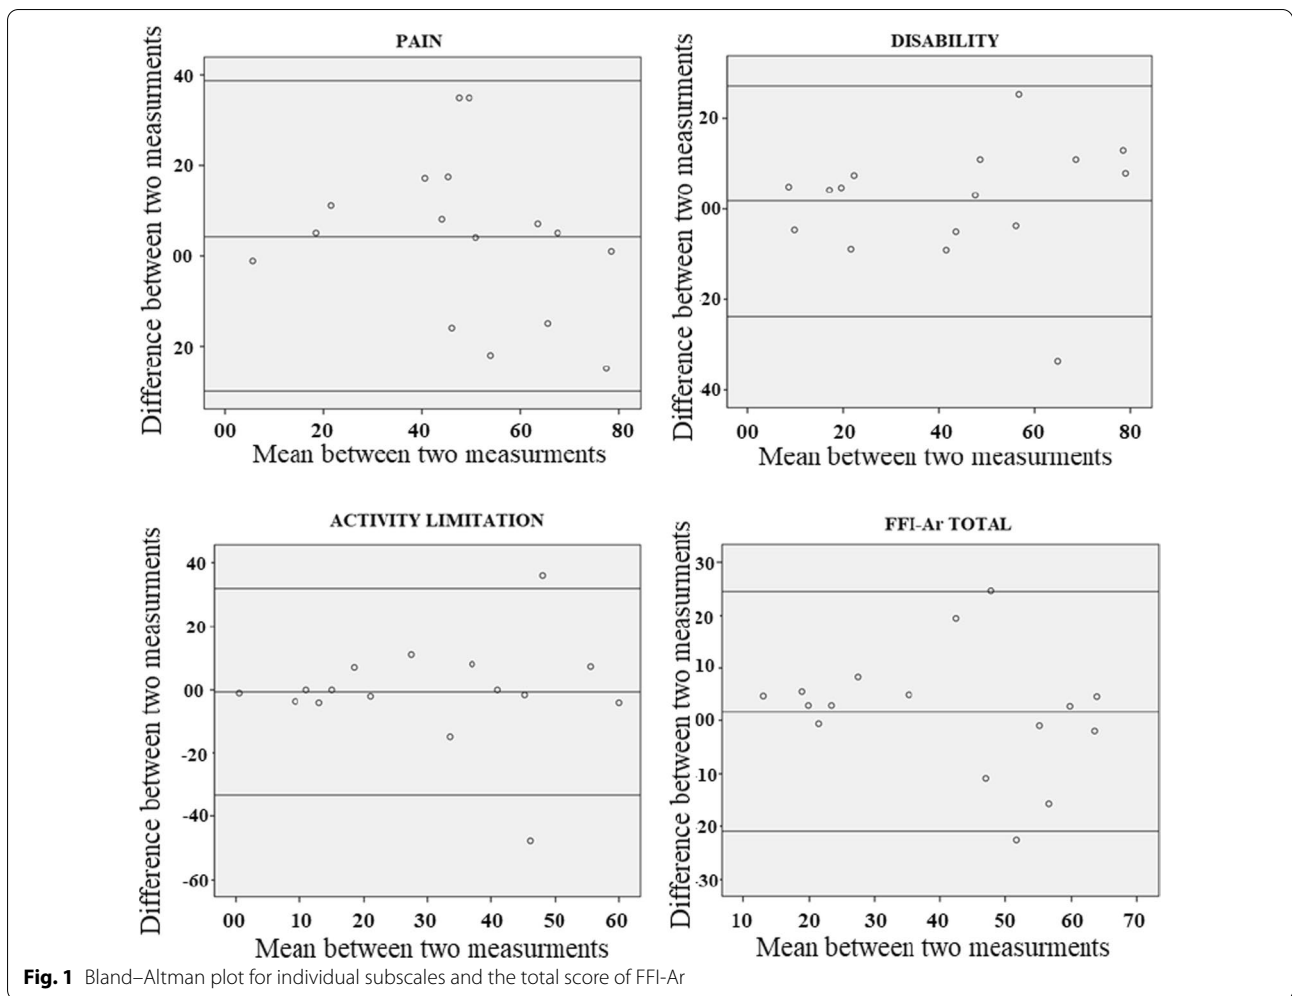 PAIN
Difference between two measurments
40
20
00
20
00 20 40 60 80
Mean between two measurments
DISABILITY
Difference between two measurments
20
00
20
40
00 20 40 60 80
Mean between two measurments
ACTIVITY LIMITATION
Difference between two measurments
40
20
00
-20
-40
-60
00 10 20 30 40 50 60
Mean between two measurments
FFI-Ar TOTAL
Difference between two measurments
30
20
10
00
10
20
30
10 20 30 40 50 60 70
Mean between two measurments
Fig. 1 Bland–Altman plot for individual subscales and the total score of FFI-Ar